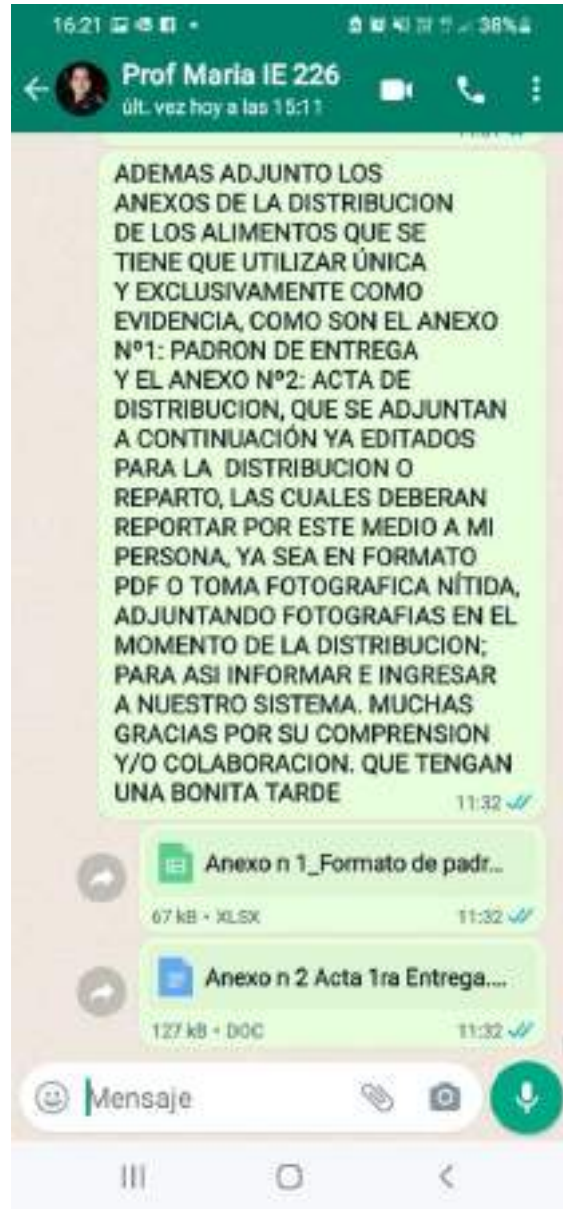 16:21
38%
Prof Maria IE 226
últ. vez hoy a las 15:11
ADEMAS ADJUNTO LOS
ANEXOS DE LA DISTRIBUCION
DE LOS ALIMENTOS QUE SE
TIENE QUE UTILIZAR ÚNICA
Y EXCLUSIVAMENTE COMO
EVIDENCIA, COMO SON EL ANEXO
Nº1: PADRON DE ENTREGA
Y EL ANEXO Nº2: ACTA DE
DISTRIBUCION, QUE SE ADJUNTAN
A CONTINUACIÓN YA EDITADOS
PARA LA DISTRIBUCION O
REPARTO, LAS CUALES DEBERAN
REPORTAR POR ESTE MEDIO A MI
PERSONA, YA SEA EN FORMATO
PDF O TOMA FOTOGRAFICA NÍTIDA,
ADJUNTANDO FOTOGRAFIAS EN EL
MOMENTO DE LA DISTRIBUCION;
PARA ASI INFORMAR E INGRESAR
A NUESTRO SISTEMA. MUCHAS
GRACIAS POR SU COMPRENSION
Y/O COLABORACION. QUE TENGAN
UNA BONITA TARDE
11:32
Anexo n 1_Formato de padr...
67 kB • XLSX 11:32
Anexo n 2 Acta 1ra Entrega....
127 kB • DOC 11:32
Mensaje